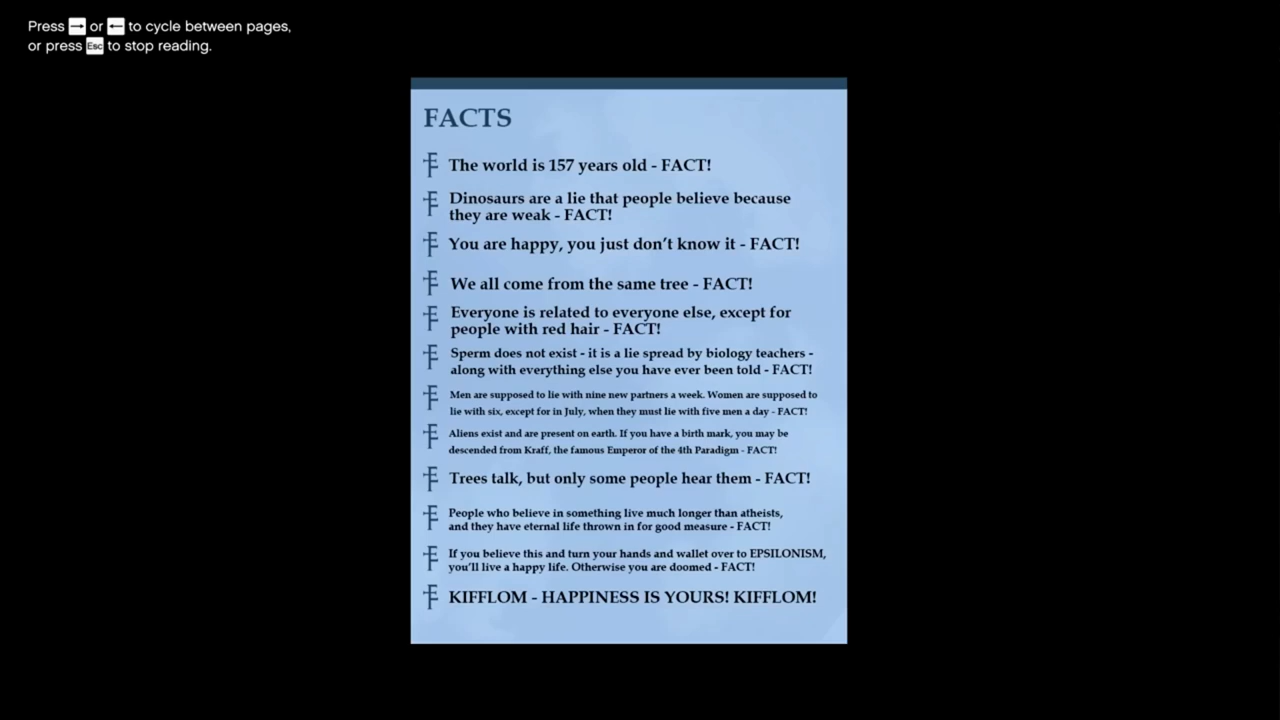 Press → or ← to cycle between pages,
or press Esc to stop reading.
FACTS
The world is 157 years old - FACT!
Dinosaurs are a lie that people believe because
they are weak - FACT!
You are happy, you just don't know it - FACT!
We all come from the same tree - FACT!
Everyone is related to everyone else, except for
people with red hair - FACT!
Sperm does not exist - it is a lie spread by biology teachers -
along with everything else you have ever been told - FACT!
Men are supposed to lie with nine new partners a week. Women are supposed to
lie with six, except for in July, when they must lie with five men a day - FACT!
Aliens exist and are present on earth. If you have a birth mark, you may be
descended from Kraff, the famous Emperor of the 4th Paradigm - FACT!
Trees talk, but only some people hear them - FACT!
People who believe in something live much longer than atheists,
and they have eternal life thrown in for good measure - FACT!
If you believe this and turn your hands and wallet over to EPSILONISM,
you'll live a happy life. Otherwise you are doomed - FACT!
KIFFLOM - HAPPINESS IS YOURS! KIFFLOM!